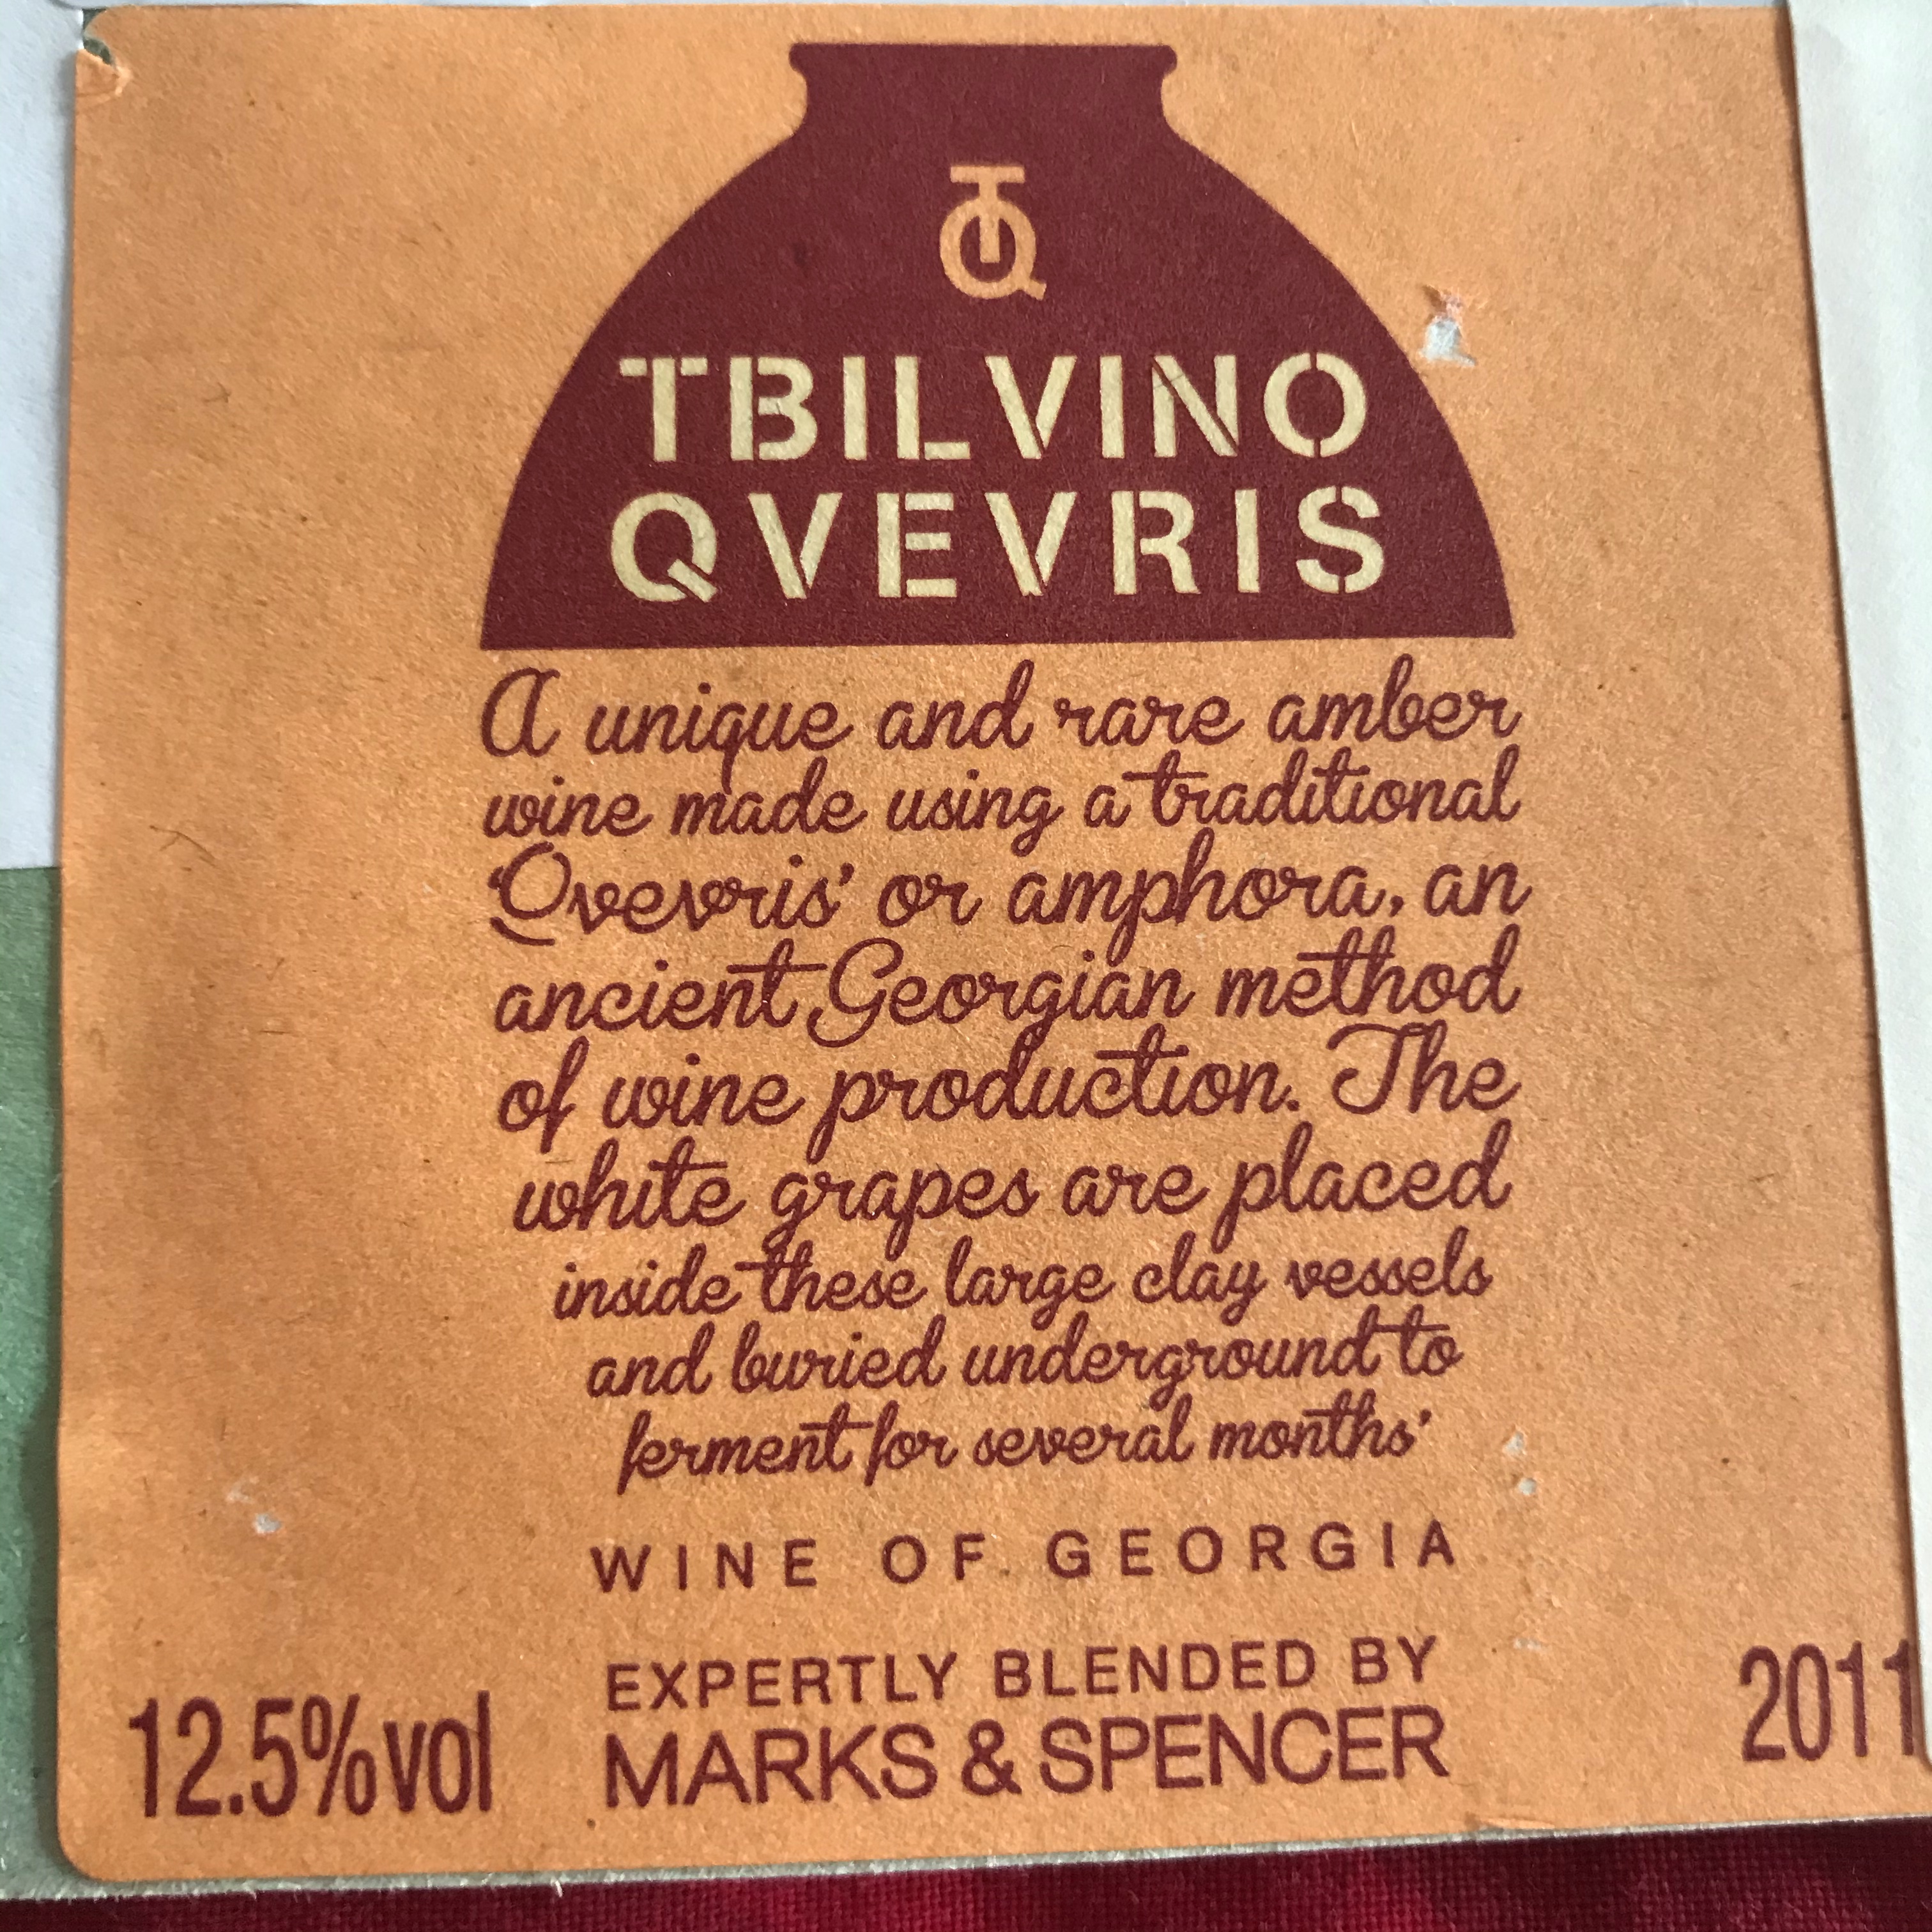 TQ
TBILVINO
QVEVRIS
A unique and rare amber
wine made using a traditional
'Qvevris' or amphora, an
ancient Georgian method
of wine production. The
white grapes are placed
inside these large clay vessels
and buried underground to
ferment for several months'
WINE OF GEORGIA
EXPERTLY BLENDED BY
12.5%vol MARKS & SPENCER 2011